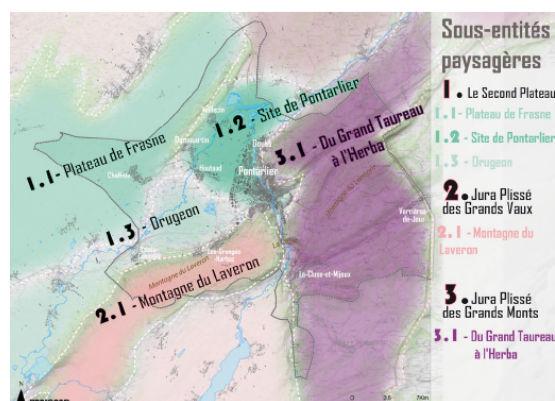 Sous-entités
paysagères
1. Le Second Plateau
1.1- Plateau de Frasne
1.2 - Site de Pontarlier
1.3 - Drugeon
2. Jura Plissé
des Grands Vaux
2.1 - Montagne du
Laveron
3. Jura Plissé
des Grands Monts
3.1 - Du Grand Taureau
à l'Herba
1.1- Plateau de Frasne
1.2 - Site de Pontarlier
Dommartin
Houtaud
Doubs
Pontarlier
Chaffois
3.1 - Du Grand Taureau
à l'Herba
1.3 - Drugeon
Les-Granges-Narboz
Montagne du Laveron
2.1 - Montagne du Laveron
La-Cluse-et-Mijoux
Verrières-
de-Joux